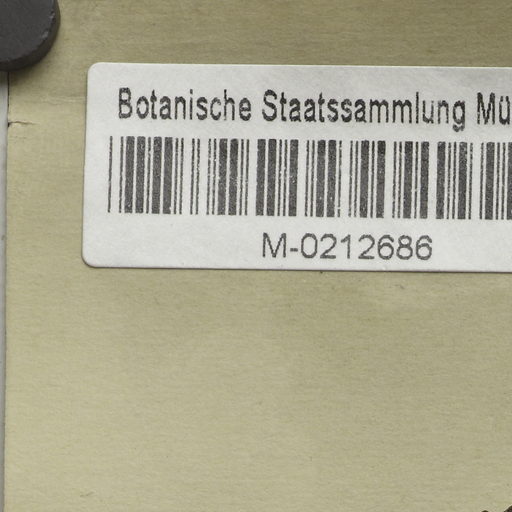 Botanische Staatssammlung Mü
M-0212686